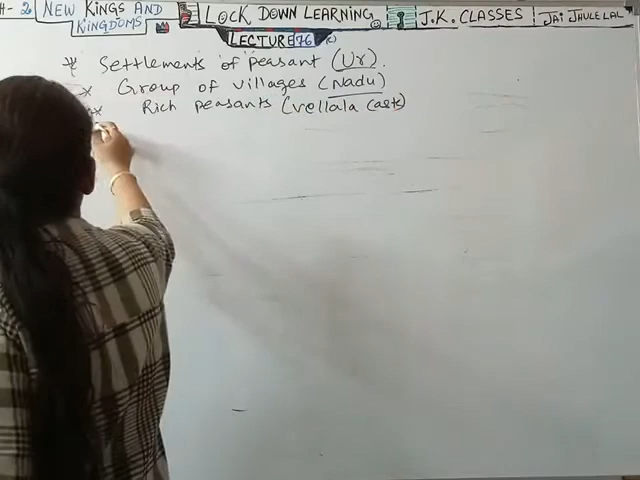 H- 2 NEW KINGS AND KINGDOMS LOCK DOWN LEARNING J.K. CLASSES JAI JHULE LAL
LECTURE 76 (c)
* Settlements of peasant (Ur).
* Group of villages (Nadu)
* Rich peasants (vellala caste)